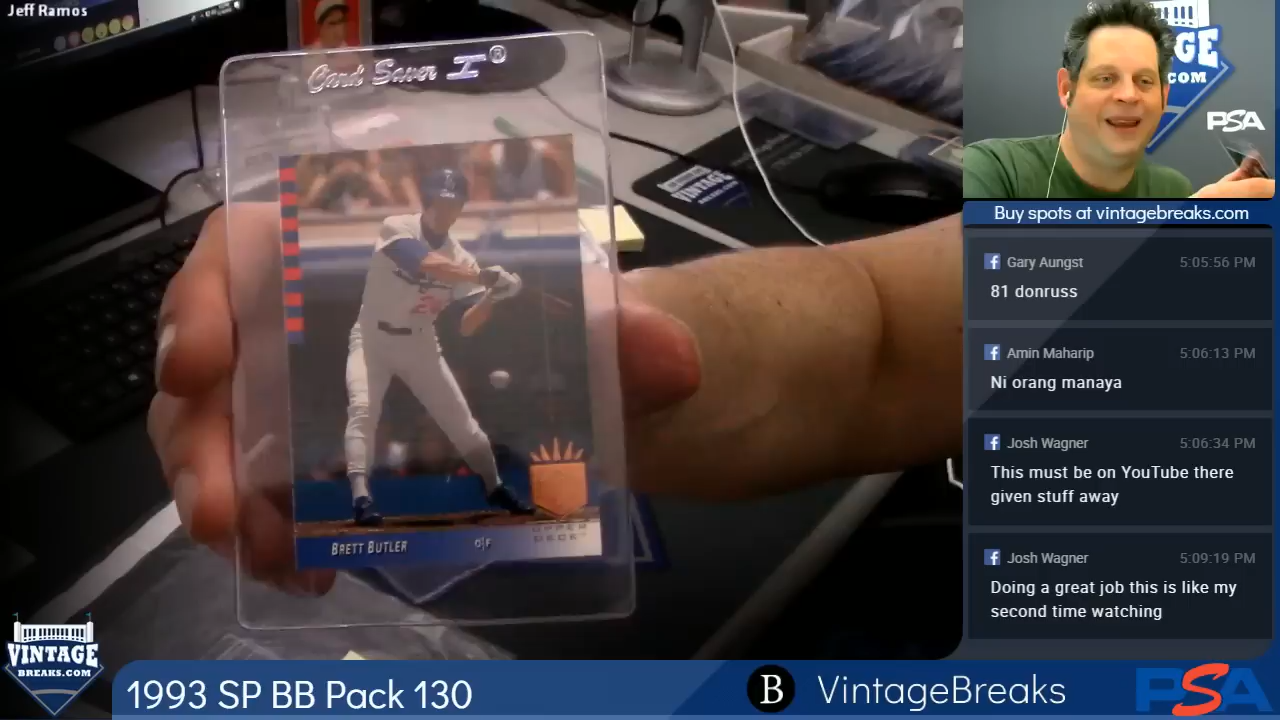 Jeff Ramos
Card Saver I®
BRETT BUTLER
O|F
UPPER
DECK
GE
.COM
PSA
Buy spots at vintagebreaks.com
Gary Aungst
5:05:56 PM
81 donruss
Amin Maharip
5:06:13 PM
Ni orang manaya
Josh Wagner
5:06:34 PM
This must be on YouTube there
given stuff away
Josh Wagner
5:09:19 PM
Doing a great job this is like my
second time watching
VINTAGE
BREAKS.COM
1993 SP BB Pack 130
B
VintageBreaks
PSA